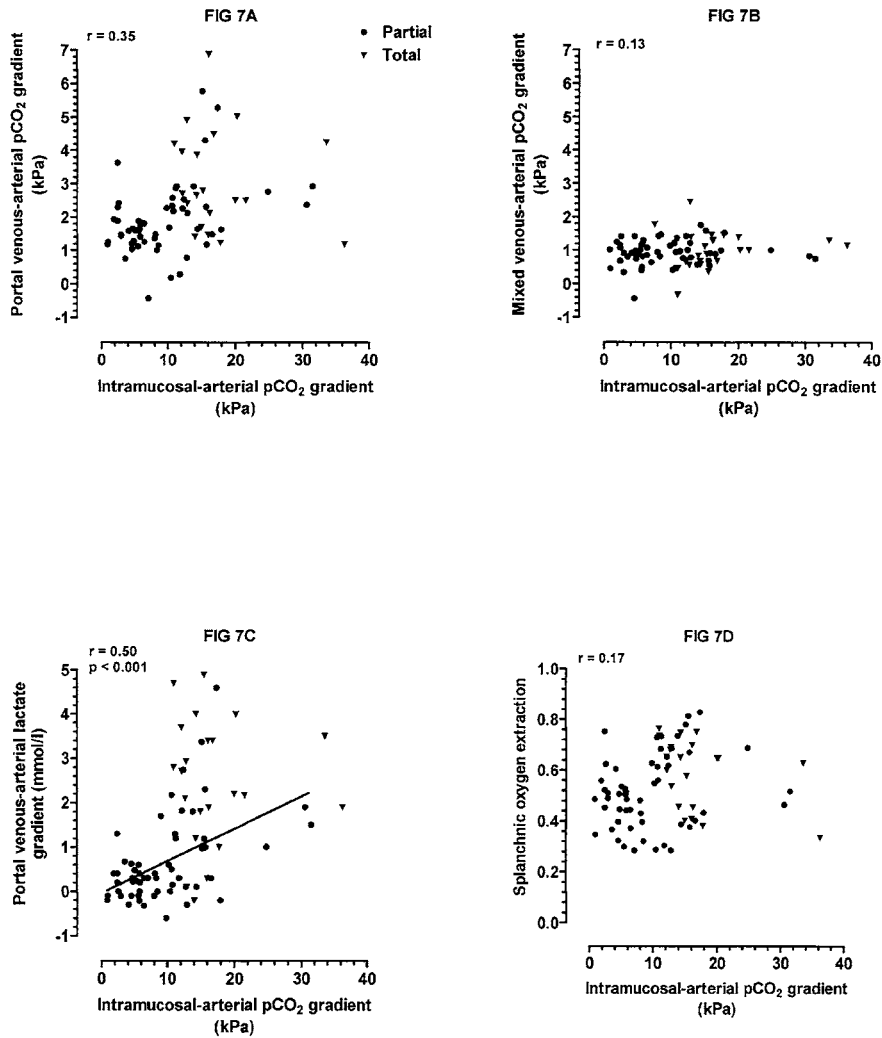 FIG 7A
r = 0.35
Partial
Total
Portal venous-arterial pCO₂ gradient
(kPa)
7
6
5
4
3
2
1
0
-1
0 10 20 30 40
Intramucosal-arterial pCO₂ gradient
(kPa)
FIG 7B
r = 0.13
Mixed venous-arterial pCO₂ gradient
(kPa)
7
6
5
4
3
2
1
0
-1
0 10 20 30 40
Intramucosal-arterial pCO₂ gradient
(kPa)
FIG 7C
r = 0.50
p < 0.001
Portal venous-arterial lactate
gradient (mmol/l)
5
4
3
2
1
0
-1
0 10 20 30 40
Intramucosal-arterial pCO₂ gradient
(kPa)
FIG 7D
r = 0.17
Splanchnic oxygen extraction
1.0
0.8
0.6
0.4
0.2
0.0
0 10 20 30 40
Intramucosal-arterial pCO₂ gradient
(kPa)